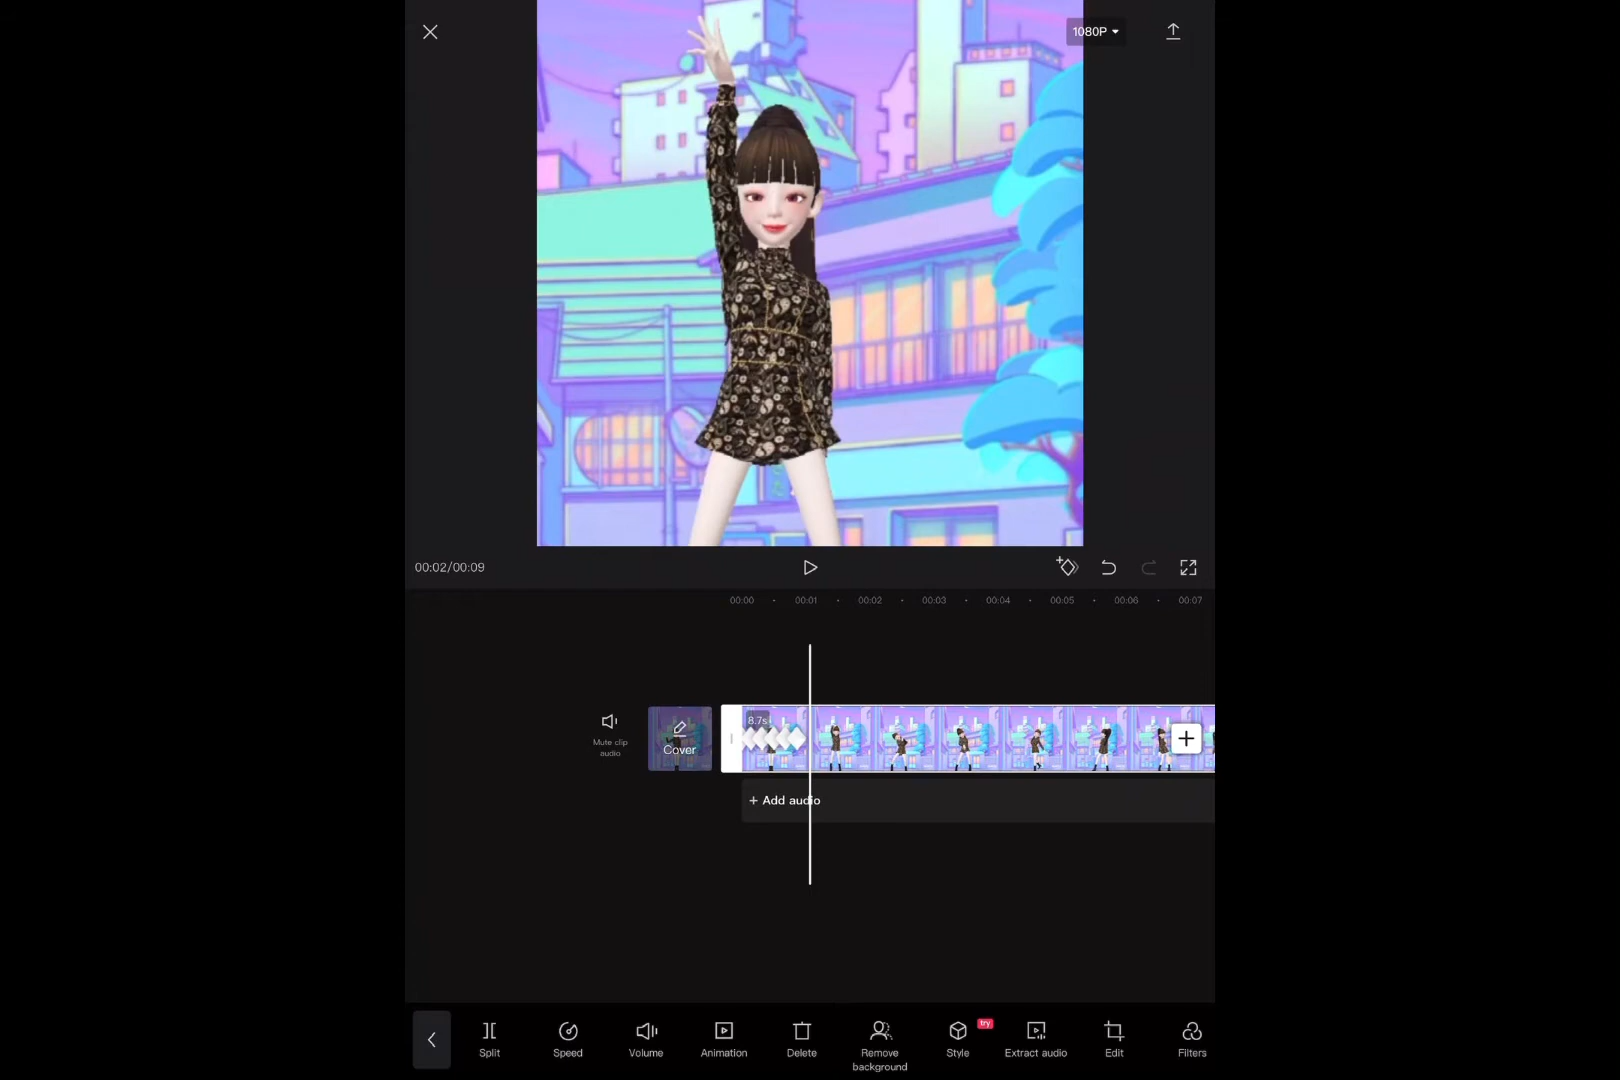 1080P
00:02/00:09
00:00 00:01 00:02 00:03 00:04 00:05 00:06 00:07
8.7s
Mute clip
audio
Cover
+ Add audio
try
Split Speed Volume Animation Delete Remove Style Extract audio Edit Filters
background